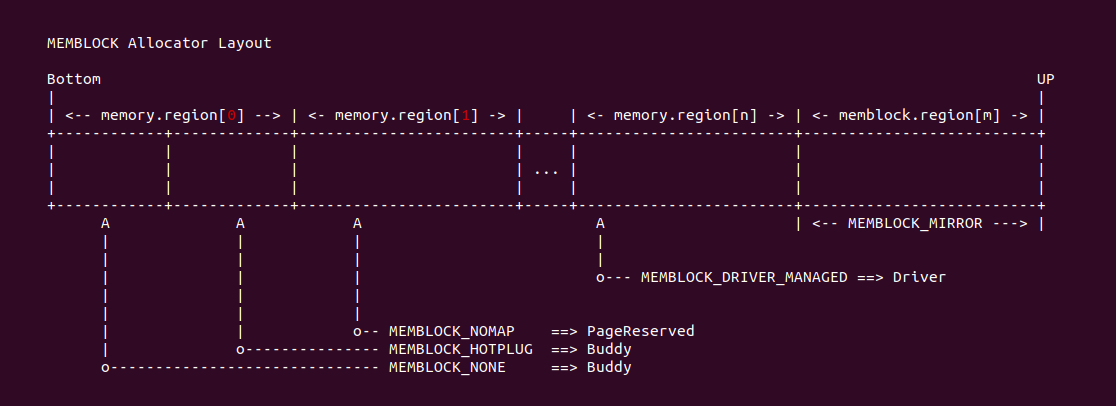 MEMBLOCK Allocator Layout
Bottom UP
| |
| <-- memory.region[0] --> | <-- memory.region[1] -> | | <- memory.region[n] -> | <- memblock.region[m] -> |
+------------+-------------+------------------------+-----+------------------------+--------------------------+
| | | | | | |
| | | | ... | | |
| | | | | | |
+------------+-------------+------------------------+-----+------------------------+--------------------------+
A A A A | <-- MEMBLOCK_MIRROR ---> |
| | | |
| | | |
| | | o--- MEMBLOCK_DRIVER_MANAGED ==> Driver
| | |
| | |
| | o-- MEMBLOCK_NOMAP ==> PageReserved
| o--------------- MEMBLOCK_HOTPLUG ==> Buddy
o------------------------------ MEMBLOCK_NONE ==> Buddy